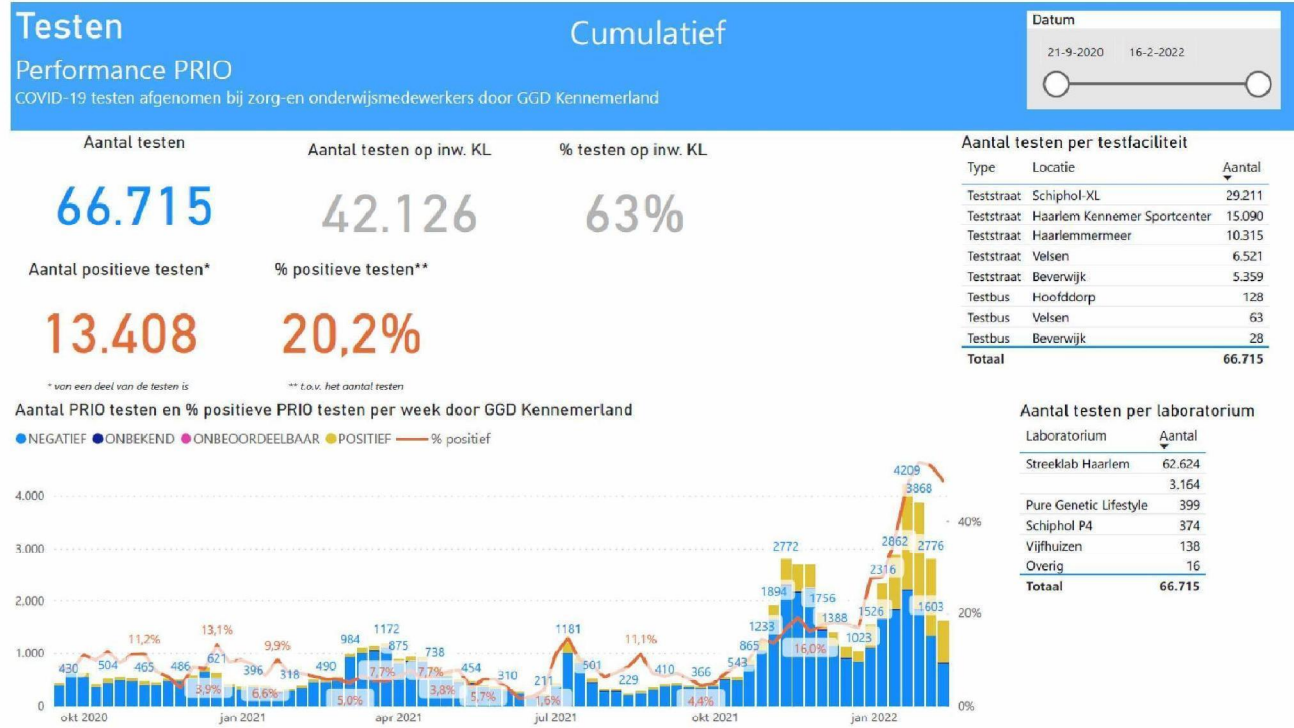 Testen
Cumulatief
Performance PRIO
COVID-19 testen afgenomen bij zorg-en onderwijsmedewerkers door GGD Kennemerland
Datum
21-9-2020 16-2-2022
Aantal testen
66.715
Aantal testen op inw. KL
42.126
% testen op inw. KL
63%
Aantal positieve testen*
13.408
* van een deel van de testen is
% positieve testen**
20,2%
** t.o.v. het aantal testen
Aantal testen per testfaciliteit
Type Locatie Aantal
Teststraat Schiphol-XL 29.211
Teststraat Haarlem Kennemer Sportcenter 15.090
Teststraat Haarlemmermeer 10.315
Teststraat Velsen 6.521
Teststraat Beverwijk 5.359
Testbus Hoofddorp 128
Testbus Velsen 63
Testbus Beverwijk 28
Totaal 66.715
Aantal PRIO testen en % positieve PRIO testen per week door GGD Kennemerland
NEGATIEF ONBEKEND ONBEOORDEELBAAR POSITIEF % positief
4.000
3.000
2.000
1.000
0
40%
20%
0%
430 504 465 486 621 396 318 490 984 1172 875 738 454 310 211 1181 501 229 410 366 543 865 1233 1894 2772 1756 1388 1023 1526 2316 2862 4209 3868 2776 1603
11,2% 3,9% 13,1% 6,6% 9,9% 5,0% 7,7% 7,7% 3,8% 5,7% 1,6% 11,1% 4,4% 16,0%
okt 2020 jan 2021 apr 2021 jul 2021 okt 2021 jan 2022
Aantal testen per laboratorium
Laboratorium Aantal
Streeklab Haarlem 62.624
3.164
Pure Genetic Lifestyle 399
Schiphol P4 374
Vijfhuizen 138
Overig 16
Totaal 66.715